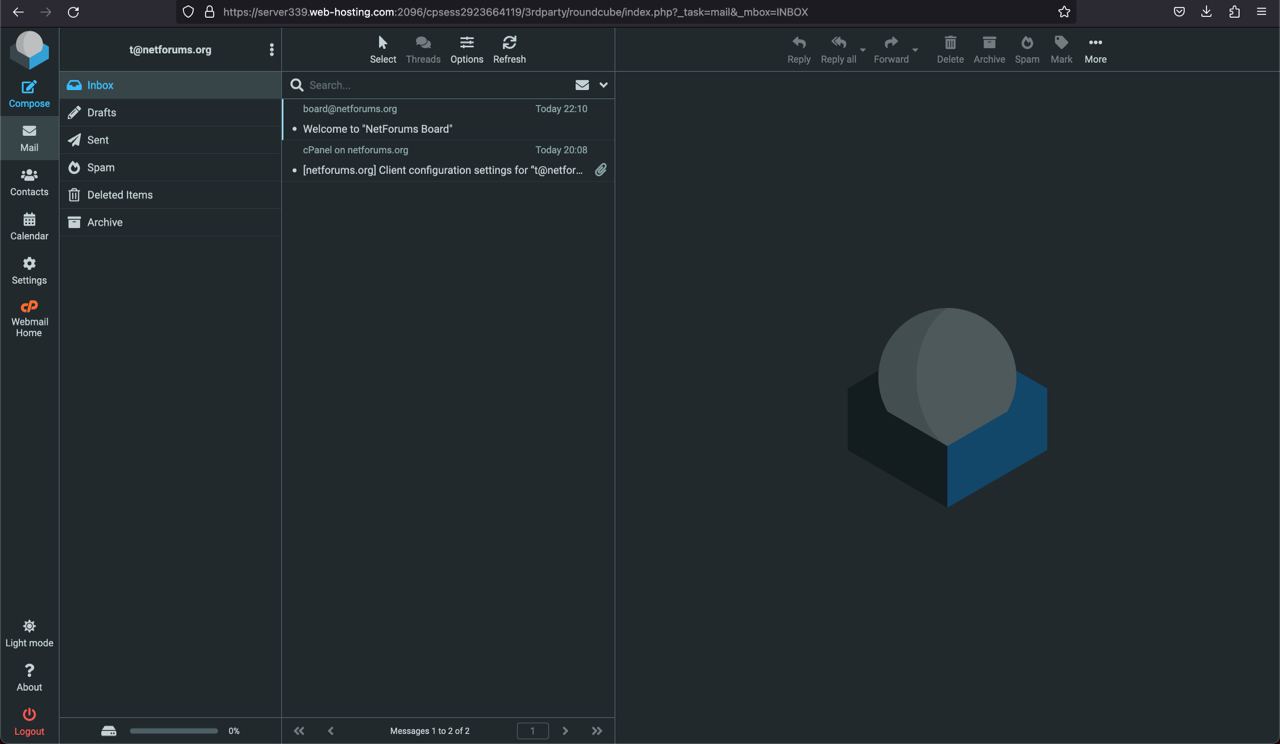 https://server339.web-hosting.com:2096/cpsess2923664119/3rdparty/roundcube/index.php?_task=mail&_mbox=INBOX
Compose
Mail
Contacts
Calendar
Settings
cP
Webmail
Home
Light mode
About
Logout
t@netforums.org
Inbox
Drafts
Sent
Spam
Deleted Items
Archive
0%
Select
Threads
Options
Refresh
Search...
board@netforums.org Today 22:10
• Welcome to "NetForums Board"
cPanel on netforums.org Today 20:08
• [netforums.org] Client configuration settings for “t@netfor...
Messages 1 to 2 of 2
1
Reply
Reply all
Forward
Delete
Archive
Spam
Mark
More